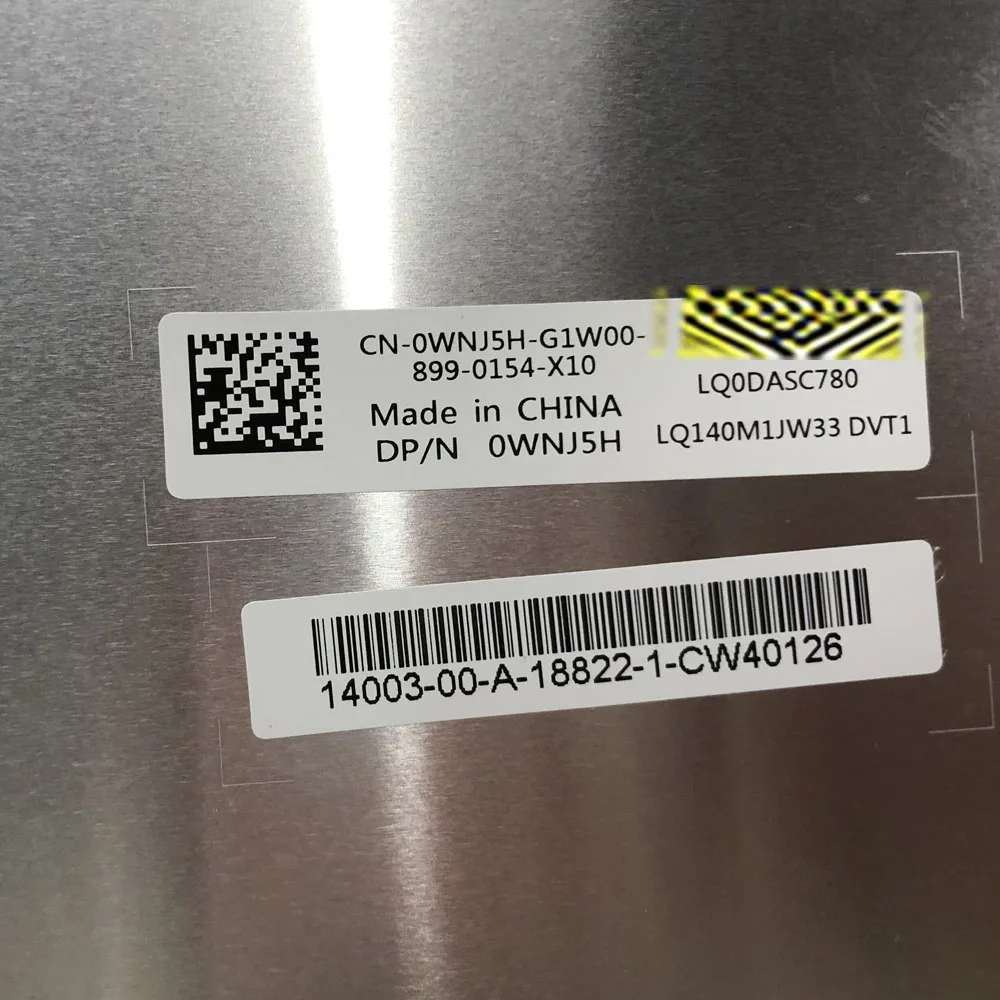 CN-0WNJ5H-G1W00-
899-0154-X10
Made in CHINA
DP/N 0WNJ5H
LQ0DASC780
LQ140M1JW33 DVT1
14003-00-A-18822-1-CW40126